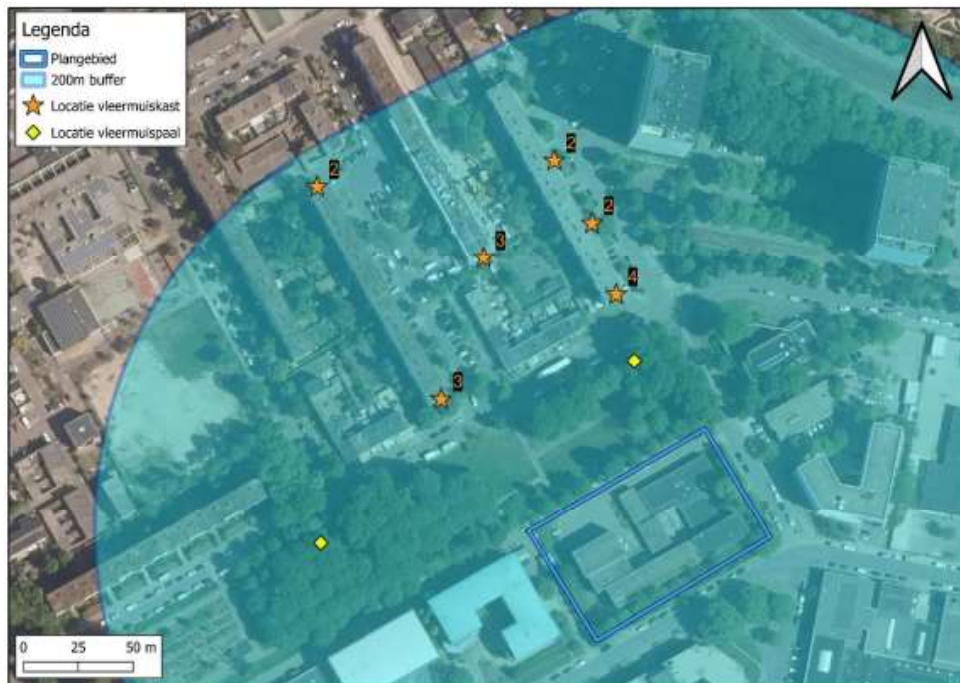 Legenda
Plangebied
200m buffer
Locatie vleermuiskast
Locatie vleermuispaal
2
2
2
3
4
3
0 25 50 m